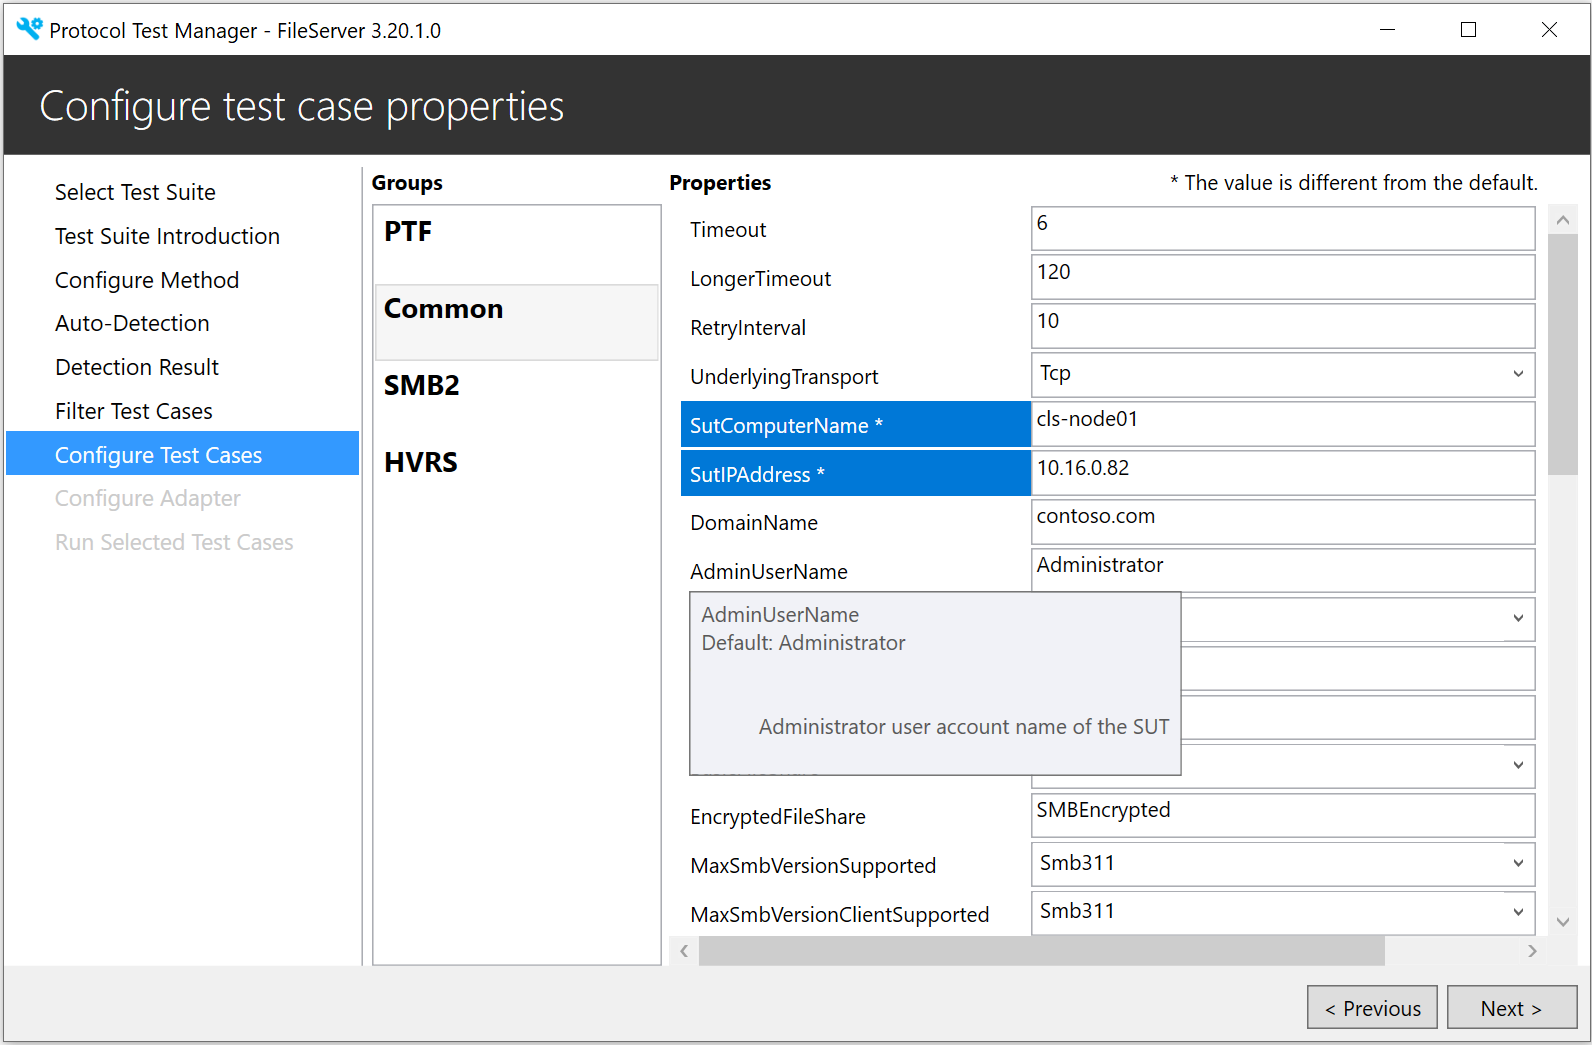 Protocol Test Manager - FileServer 3.20.1.0
Configure test case properties
Select Test Suite
Test Suite Introduction
Configure Method
Auto-Detection
Detection Result
Filter Test Cases
Configure Test Cases
Configure Adapter
Run Selected Test Cases
Groups
PTF
Common
SMB2
HVRS
Properties
* The value is different from the default.
Timeout 6
LongerTimeout 120
RetryInterval 10
UnderlyingTransport Tcp
SutComputerName * cls-node01
SutIPAddress * 10.16.0.82
DomainName contoso.com
AdminUserName Administrator
AdminUserName
Default: Administrator
Administrator user account name of the SUT
EncryptedFileShare SMBEncrypted
MaxSmbVersionSupported Smb311
MaxSmbVersionClientSupported Smb311
< Previous
Next >